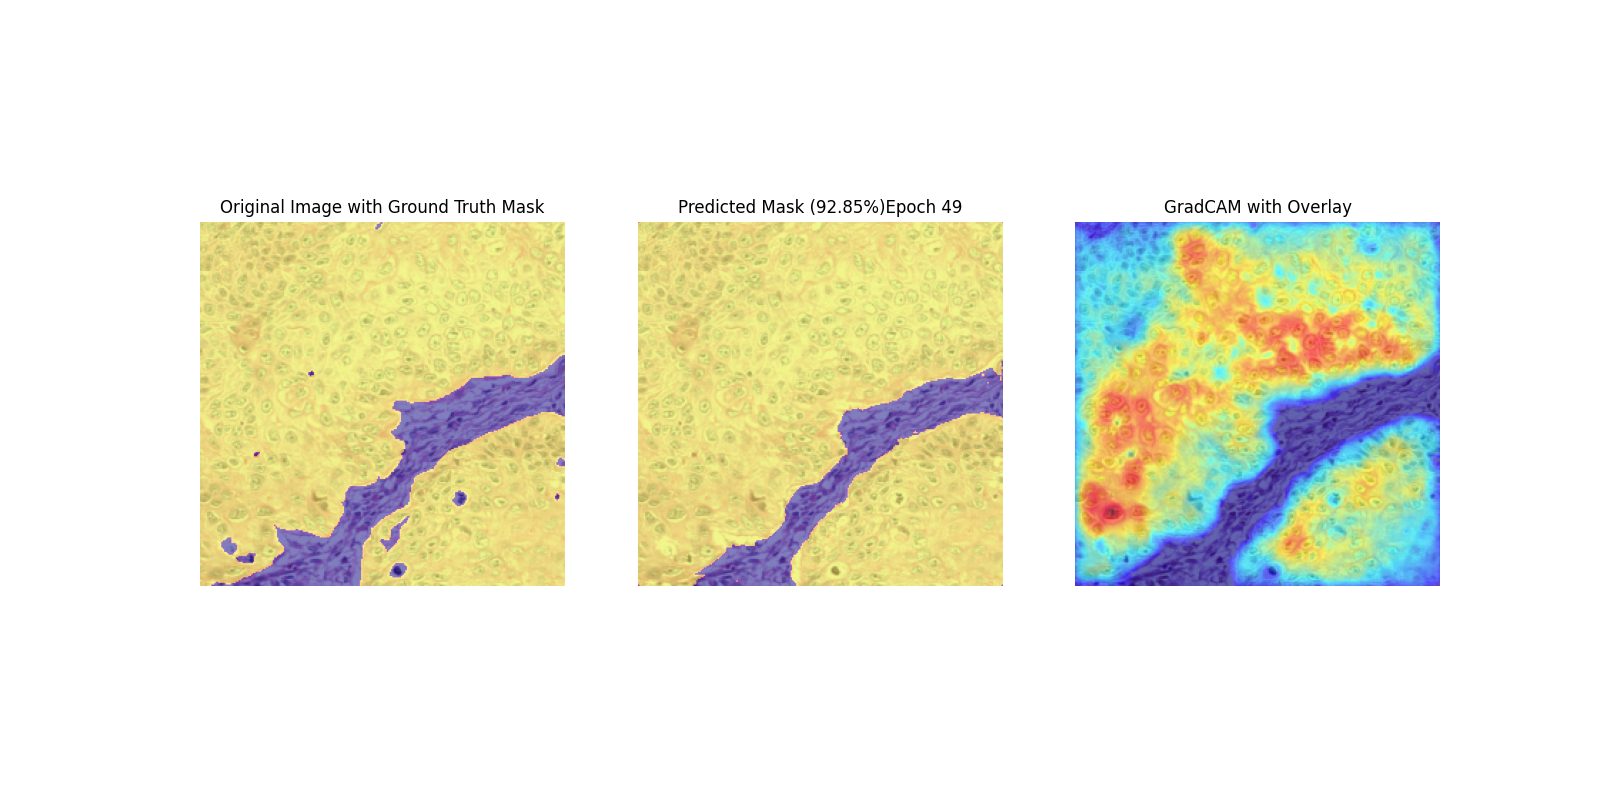 Original Image with Ground Truth Mask
Predicted Mask (92.85%)Epoch 49
GradCAM with Overlay